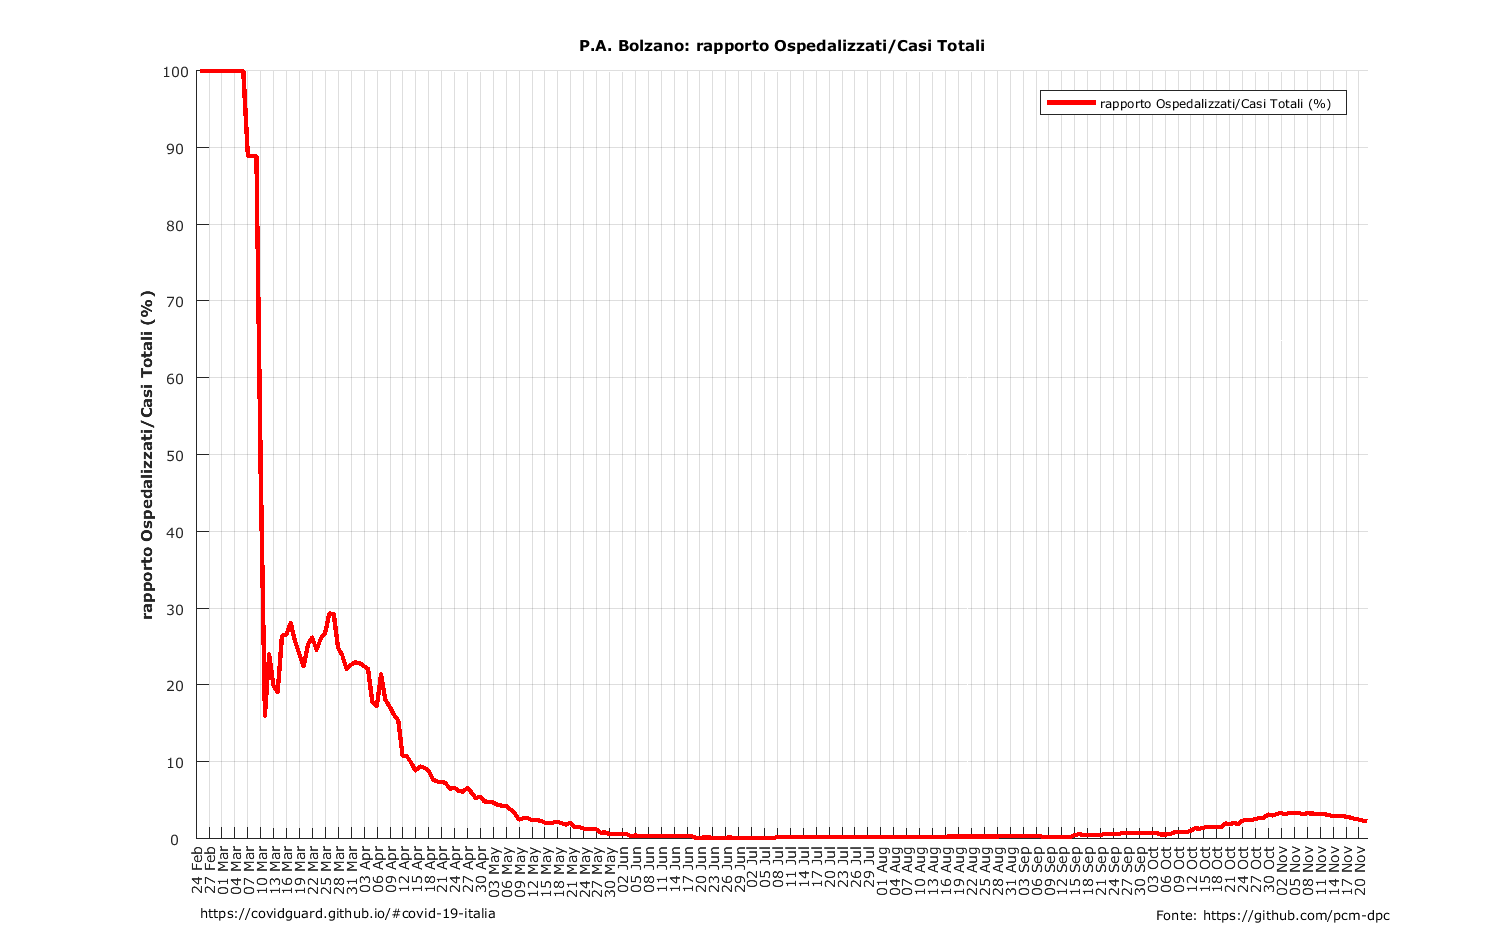 P.A. Bolzano: rapporto Ospedalizzati/Casi Totali
rapporto Ospedalizzati/Casi Totali (%)
rapporto Ospedalizzati/Casi Totali (%)
100
90
80
70
60
50
40
30
20
10
0
24 Feb
27 Feb
01 Mar
04 Mar
07 Mar
10 Mar
13 Mar
16 Mar
19 Mar
22 Mar
25 Mar
28 Mar
31 Mar
03 Apr
06 Apr
09 Apr
12 Apr
15 Apr
18 Apr
21 Apr
24 Apr
27 Apr
30 Apr
03 May
06 May
09 May
12 May
15 May
18 May
21 May
24 May
27 May
30 May
02 Jun
05 Jun
08 Jun
11 Jun
14 Jun
17 Jun
20 Jun
23 Jun
26 Jun
29 Jun
02 Jul
05 Jul
08 Jul
11 Jul
14 Jul
17 Jul
20 Jul
23 Jul
26 Jul
29 Jul
01 Aug
04 Aug
07 Aug
10 Aug
13 Aug
16 Aug
19 Aug
22 Aug
25 Aug
28 Aug
31 Aug
03 Sep
06 Sep
09 Sep
12 Sep
15 Sep
18 Sep
21 Sep
24 Sep
27 Sep
30 Sep
03 Oct
06 Oct
09 Oct
12 Oct
15 Oct
18 Oct
21 Oct
24 Oct
27 Oct
30 Oct
02 Nov
05 Nov
08 Nov
11 Nov
14 Nov
17 Nov
20 Nov
https://covidguard.github.io/#covid-19-italia
Fonte: https://github.com/pcm-dpc